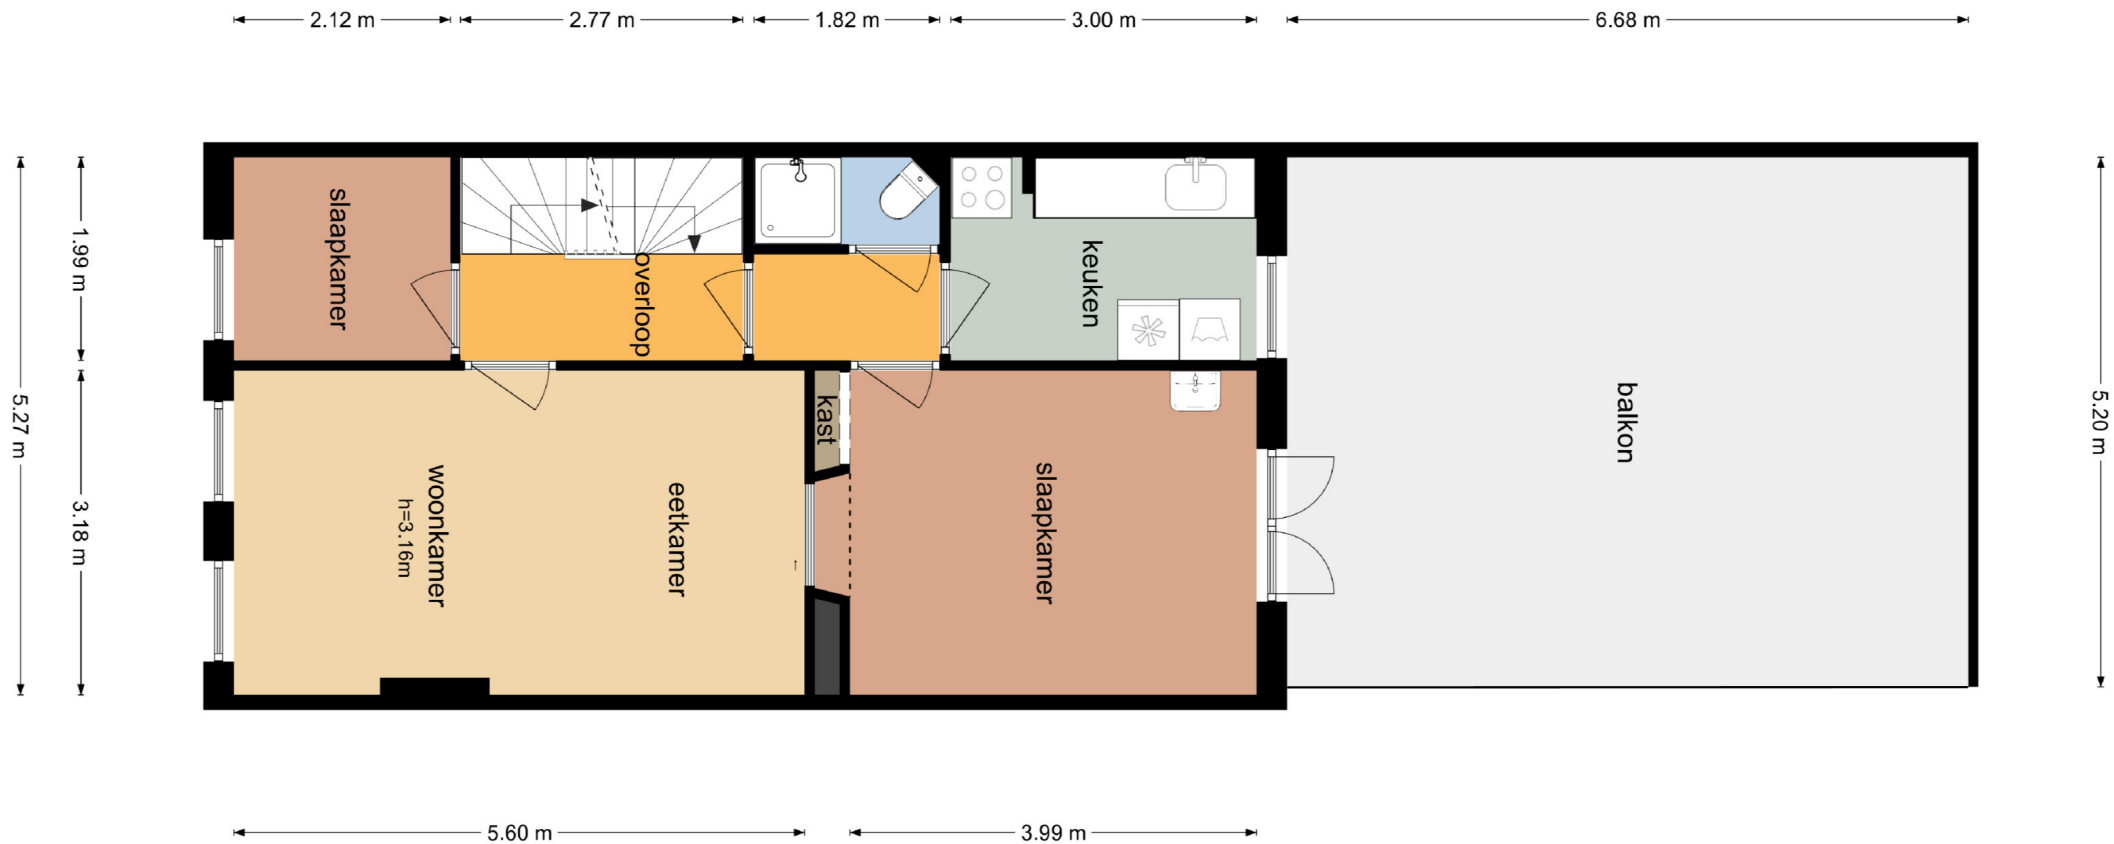 2.12 m
2.77 m
1.82 m
3.00 m
6.68 m
5.27 m
1.99 m
3.18 m
slaapkamer
overloop
keuken
kast
woonkamer
h=3.16m
eetkamer
slaapkamer
balkon
5.20 m
5.60 m
3.99 m